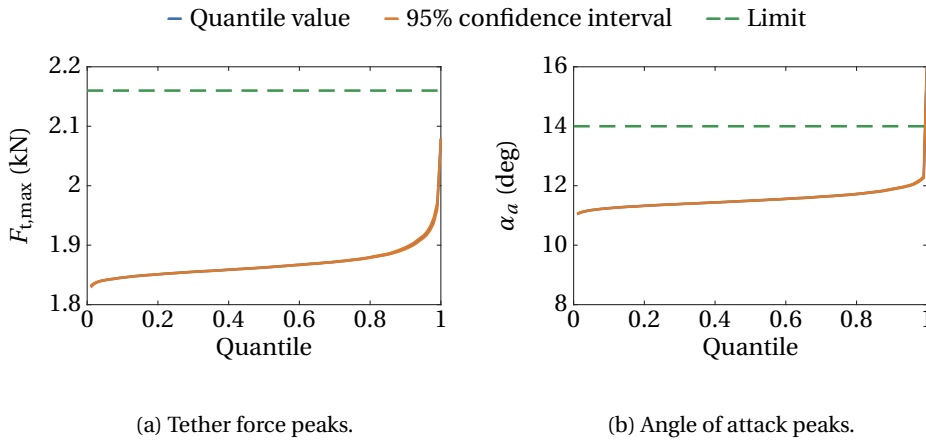 Quantile value 95% confidence interval Limit
2.2
2.1
2
1.9
1.8
F_t,max (kN)
0 0.2 0.4 0.6 0.8 1
Quantile
(a) Tether force peaks.
16
14
12
10
8
α_a (deg)
0 0.2 0.4 0.6 0.8 1
Quantile
(b) Angle of attack peaks.